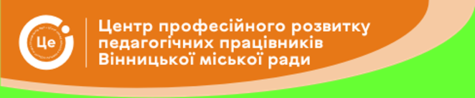 Це
Центр професійного розвитку
педагогічних працівників
Вінницької міської ради